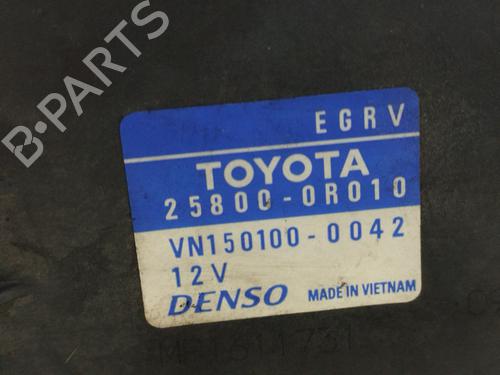 B-PARTS
EGRV
TOYOTA
25800-0R010
VN150100-0042
12V
DENSO MADE IN VIETNAM